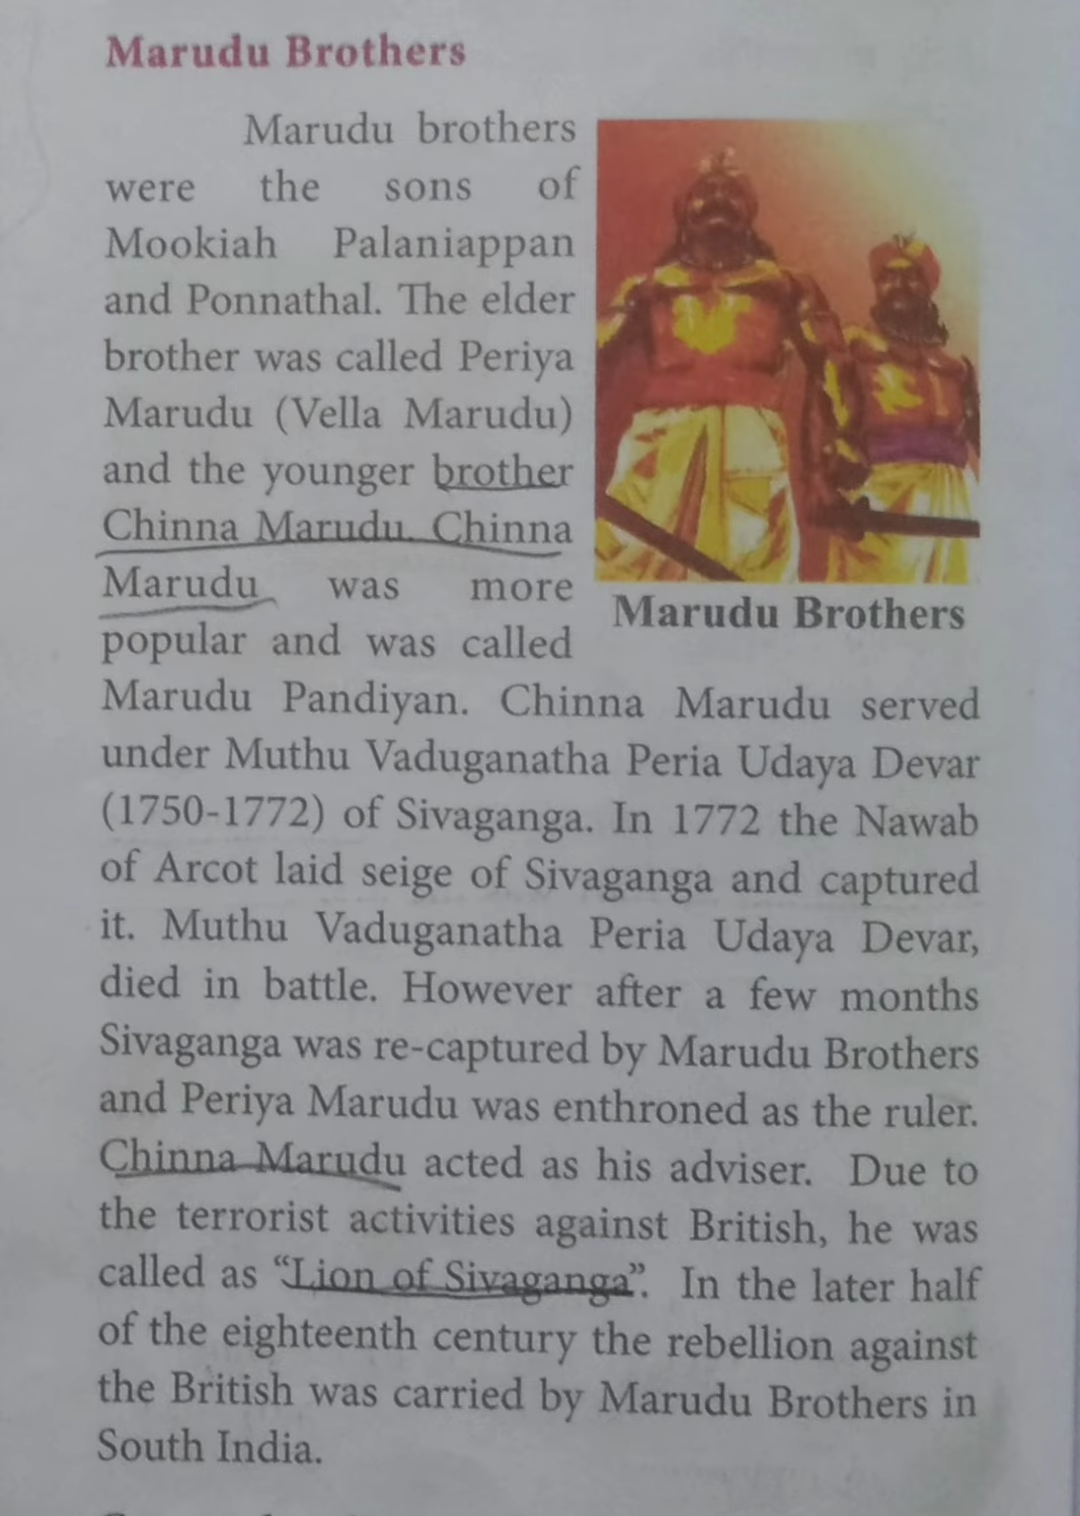 Marudu Brothers
Marudu brothers
were the sons of
Mookiah Palaniappan
and Ponnathal. The elder
brother was called Periya
Marudu (Vella Marudu)
and the younger brother
Chinna Marudu. Chinna
Marudu was more
popular and was called
Marudu Brothers
Marudu Pandiyan. Chinna Marudu served
under Muthu Vaduganatha Peria Udaya Devar
(1750-1772) of Sivaganga. In 1772 the Nawab
of Arcot laid seige of Sivaganga and captured
it. Muthu Vaduganatha Peria Udaya Devar,
died in battle. However after a few months
Sivaganga was re-captured by Marudu Brothers
and Periya Marudu was enthroned as the ruler.
Chinna Marudu acted as his adviser. Due to
the terrorist activities against British, he was
called as “Lion of Sivaganga”. In the later half
of the eighteenth century the rebellion against
the British was carried by Marudu Brothers in
South India.